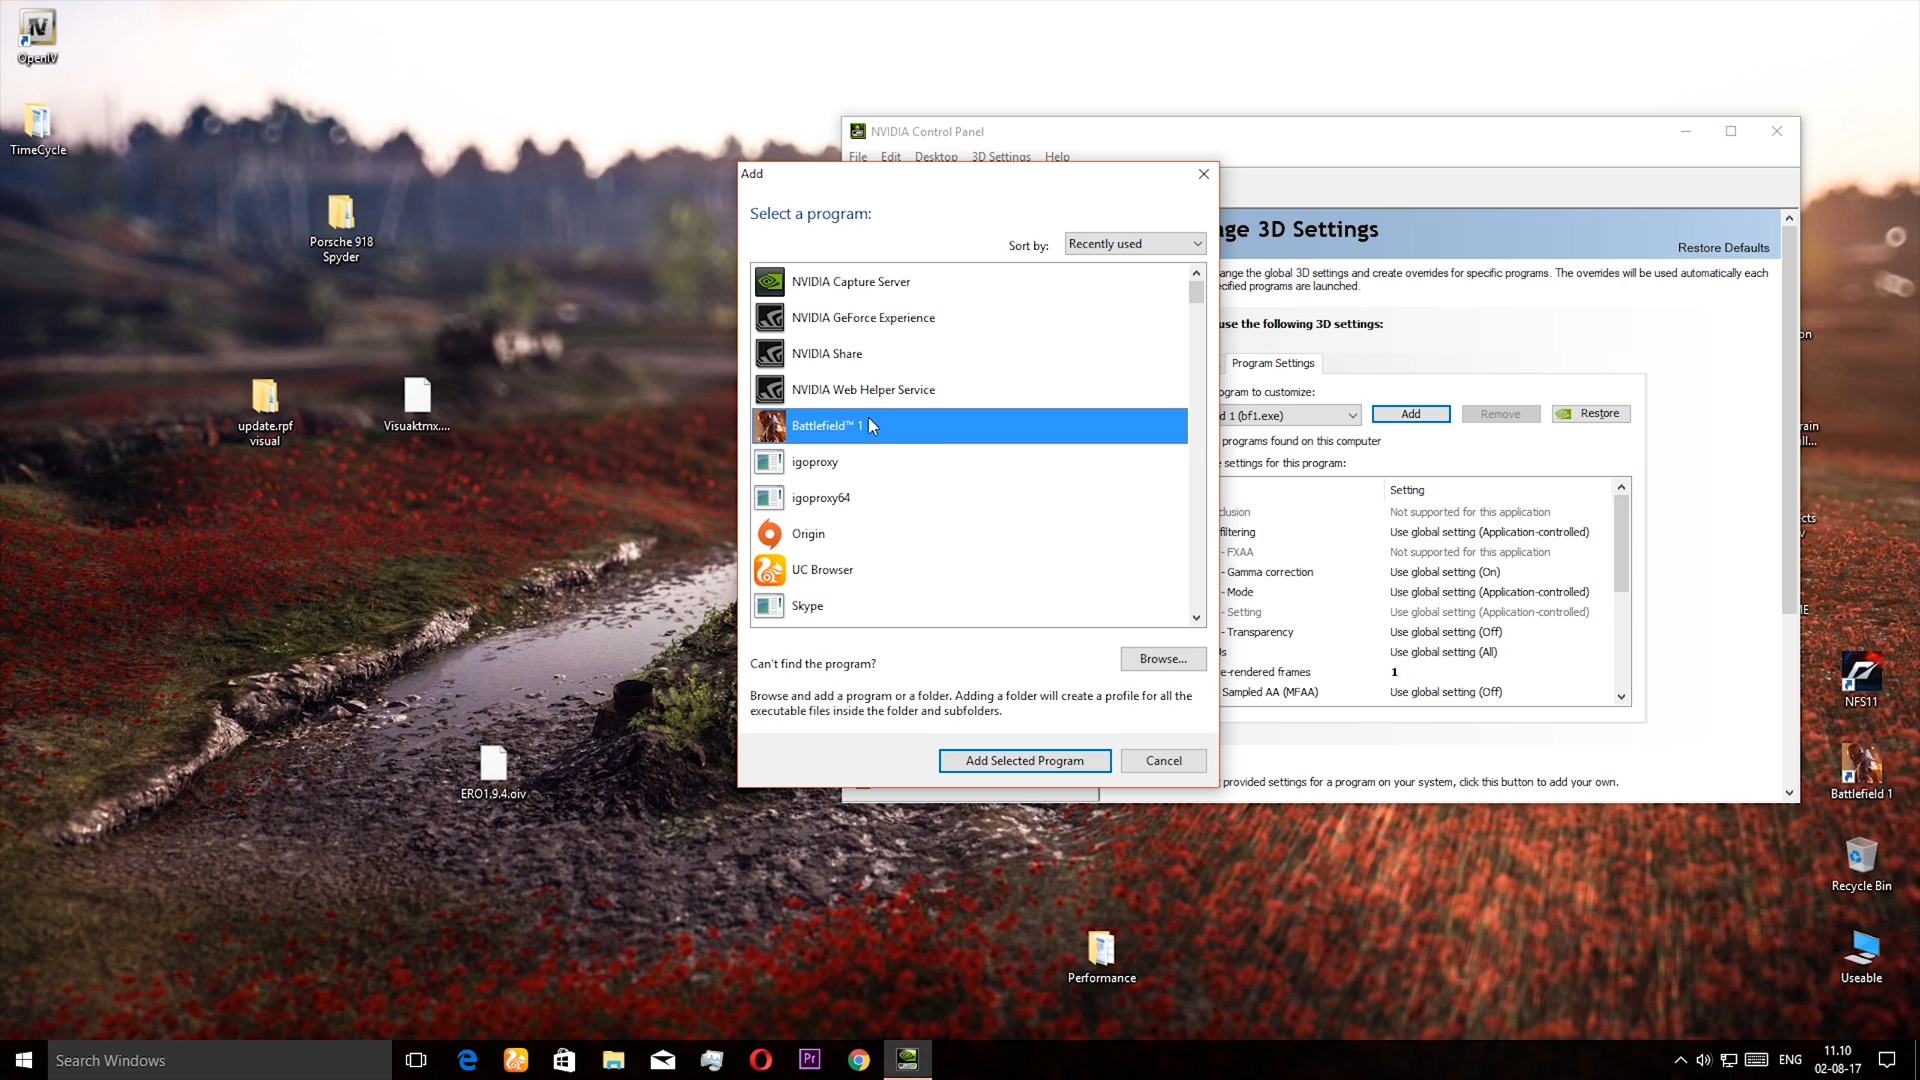 OpenIV
TimeCycle
Porsche 918
Spyder
update.rpf
visual
Visuaktmx....
ERO1.9.4.oiv
NVIDIA Control Panel
File Edit Desktop 3D Settings Help
Add
Select a program:
Sort by: Recently used
NVIDIA Capture Server
NVIDIA GeForce Experience
NVIDIA Share
NVIDIA Web Helper Service
Battlefield™ 1
igoproxy
igoproxy64
Origin
UC Browser
Skype
Can't find the program?
Browse...
Browse and add a program or a folder. Adding a folder will create a profile for all the
executable files inside the folder and subfolders.
Add Selected Program Cancel
ge 3D Settings
Restore Defaults
ange the global 3D settings and create overrides for specific programs. The overrides will be used automatically each
cified programs are launched.
use the following 3D settings:
Program Settings
ogram to customize:
d 1 (bf1.exe) Add Remove Restore
programs found on this computer
settings for this program:
Setting
clusion Not supported for this application
filtering Use global setting (Application-controlled)
- FXAA Not supported for this application
- Gamma correction Use global setting (On)
- Mode Use global setting (Application-controlled)
- Setting Use global setting (Application-controlled)
- Transparency Use global setting (Off)
Use global setting (All)
e-rendered frames 1
Sampled AA (MFAA) Use global setting (Off)
provided settings for a program on your system, click this button to add your own.
on
rain
ll...
cts
v
IE
NFS11
Battlefield 1
Recycle Bin
Useable
Performance
Search Windows
Pr
ENG
11.10
02-08-17